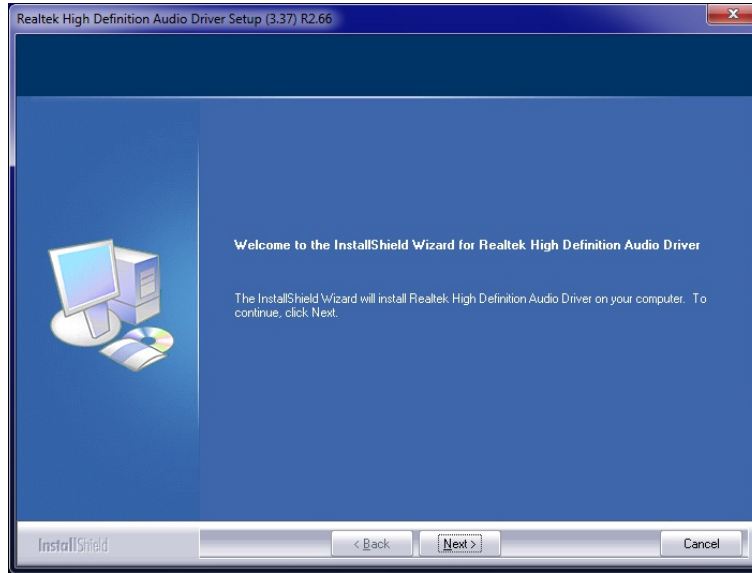 Realtek High Definition Audio Driver Setup (3.37) R2.66
Welcome to the InstallShield Wizard for Realtek High Definition Audio Driver
The InstallShield Wizard will install Realtek High Definition Audio Driver on your computer. To
continue, click Next.
InstallShield
< Back
Next >
Cancel